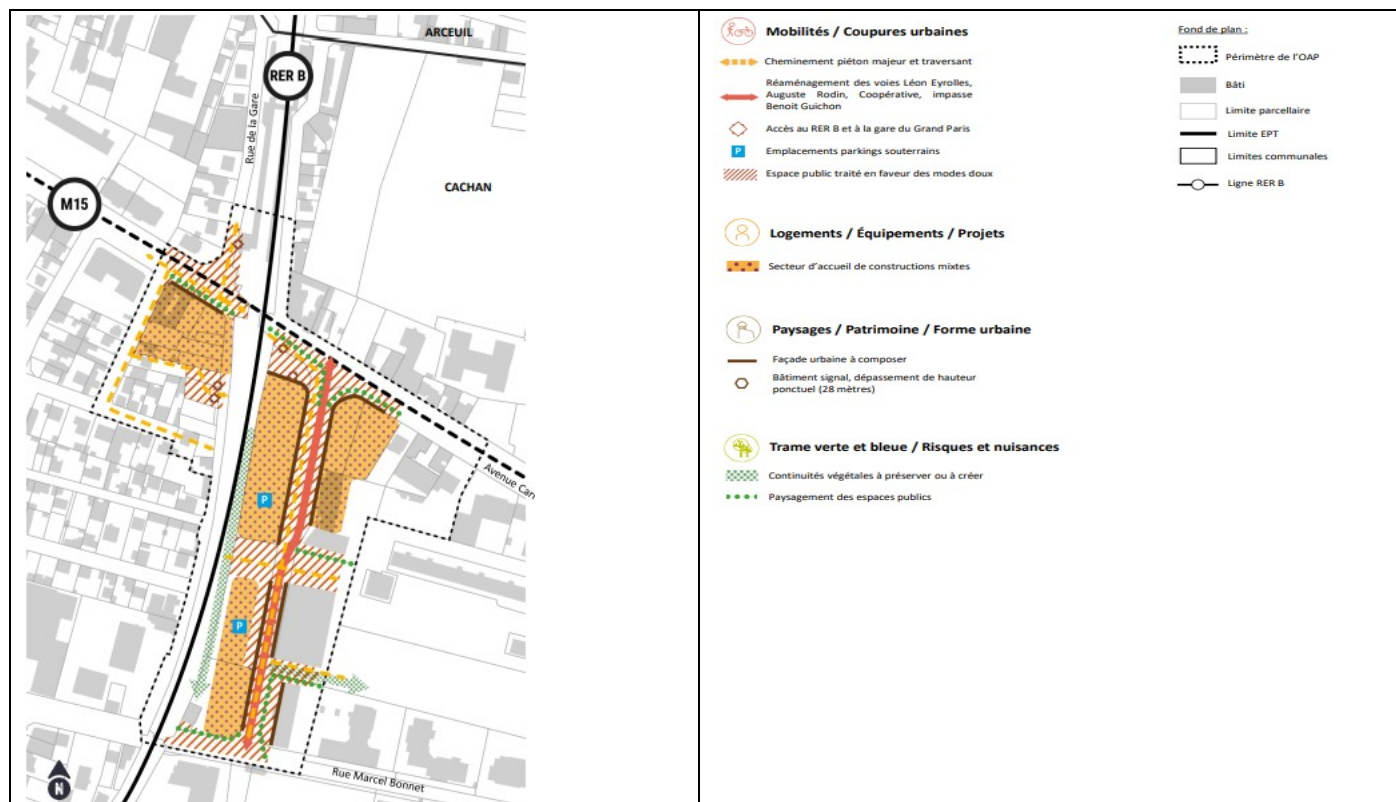 ARCEUIL
RER B
Rue de la Gare
CACHAN
M15
Avenue Car
P
P
Rue Marcel Bonnet
N
Mobilités / Coupures urbaines
Cheminement piéton majeur et traversant
Réaménagement des voies Léon Eyrolles,
Auguste Rodin, Coopérative, impasse
Benoit Guichon
Accès au RER B et à la gare du Grand Paris
P Emplacements parkings souterrains
Espace public traité en faveur des modes doux
Logements / Équipements / Projets
Secteur d'accueil de constructions mixtes
Paysages / Patrimoine / Forme urbaine
Façade urbaine à composer
Bâtiment signal, dépassement de hauteur
ponctuel (28 mètres)
Trame verte et bleue / Risques et nuisances
Continuités végétales à préserver ou à créer
Paysagement des espaces publics
Fond de plan :
Périmètre de l'OAP
Bâti
Limite parcellaire
Limite EPT
Limites communales
Ligne RER B